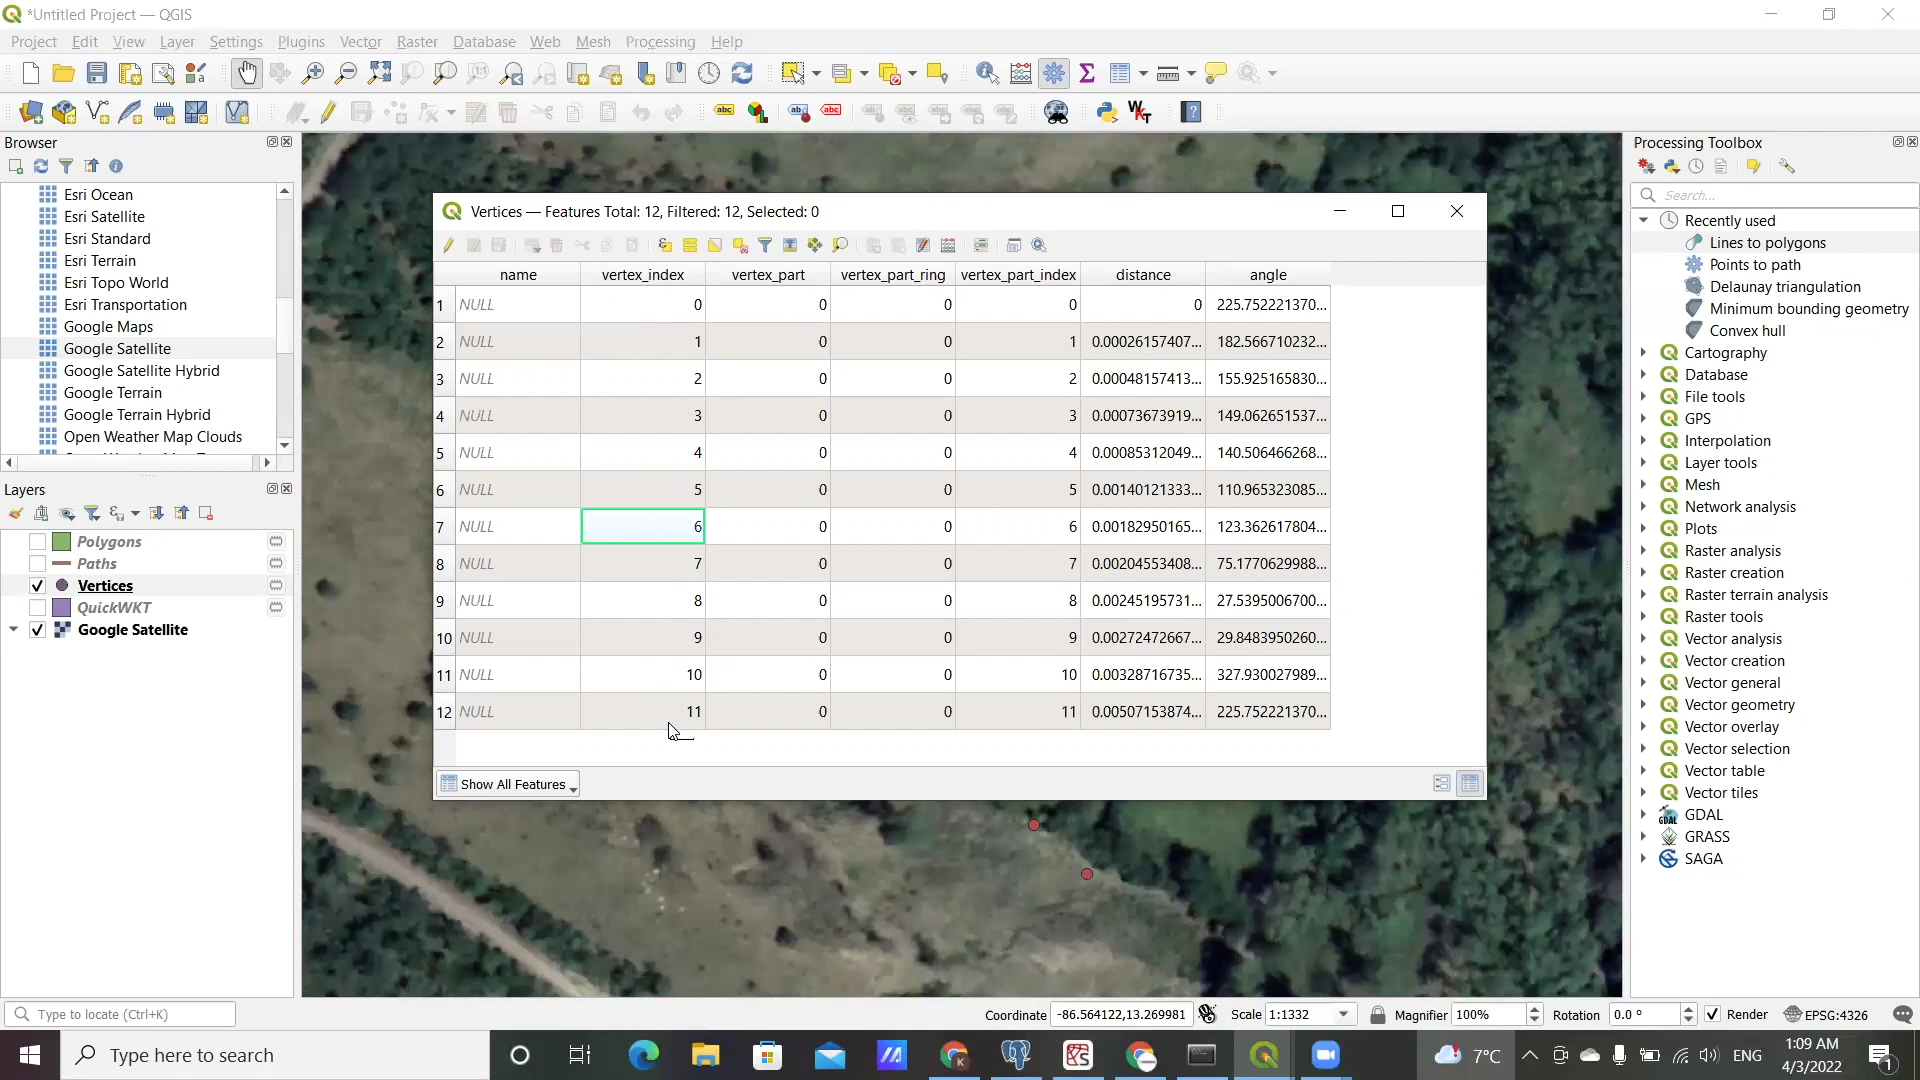 *Untitled Project — QGIS
Project Edit View Layer Settings Plugins Vector Raster Database Web Mesh Processing Help
Browser
Esri Ocean
Esri Satellite
Esri Standard
Esri Terrain
Esri Topo World
Esri Transportation
Google Maps
Google Satellite
Google Satellite Hybrid
Google Terrain
Google Terrain Hybrid
Open Weather Map Clouds
Layers
Polygons
Paths
Vertices
QuickWKT
Google Satellite
Vertices — Features Total: 12, Filtered: 12, Selected: 0
name vertex_index vertex_part vertex_part_ring vertex_part_index distance angle
1 NULL 0 0 0 0 0 225.752221370...
2 NULL 1 0 0 1 0.00026157407... 182.566710232...
3 NULL 2 0 0 2 0.00048157413... 155.925165830...
4 NULL 3 0 0 3 0.00073673919... 149.062651537...
5 NULL 4 0 0 4 0.00085312049... 140.506466268...
6 NULL 5 0 0 5 0.00140121333... 110.965323085...
7 NULL 6 0 0 6 0.00182950165... 123.362617804...
8 NULL 7 0 0 7 0.00204553408... 75.1770629988...
9 NULL 8 0 0 8 0.00245195731... 27.5395006700...
10 NULL 9 0 0 9 0.00272472667... 29.8483950260...
11 NULL 10 0 0 10 0.00328716735... 327.930027989...
12 NULL 11 0 0 11 0.00507153874... 225.752221370...
Show All Features
Processing Toolbox
Search...
Recently used
Lines to polygons
Points to path
Delaunay triangulation
Minimum bounding geometry
Convex hull
Cartography
Database
File tools
GPS
Interpolation
Layer tools
Mesh
Network analysis
Plots
Raster analysis
Raster creation
Raster terrain analysis
Raster tools
Vector analysis
Vector creation
Vector general
Vector geometry
Vector overlay
Vector selection
Vector table
Vector tiles
GDAL
GRASS
SAGA
Type to locate (Ctrl+K)
Coordinate -86.564122,13.269981 Scale 1:1332 Magnifier 100% Rotation 0.0 ° Render EPSG:4326
Type here to search
7°C
ENG
1:09 AM
4/3/2022
1